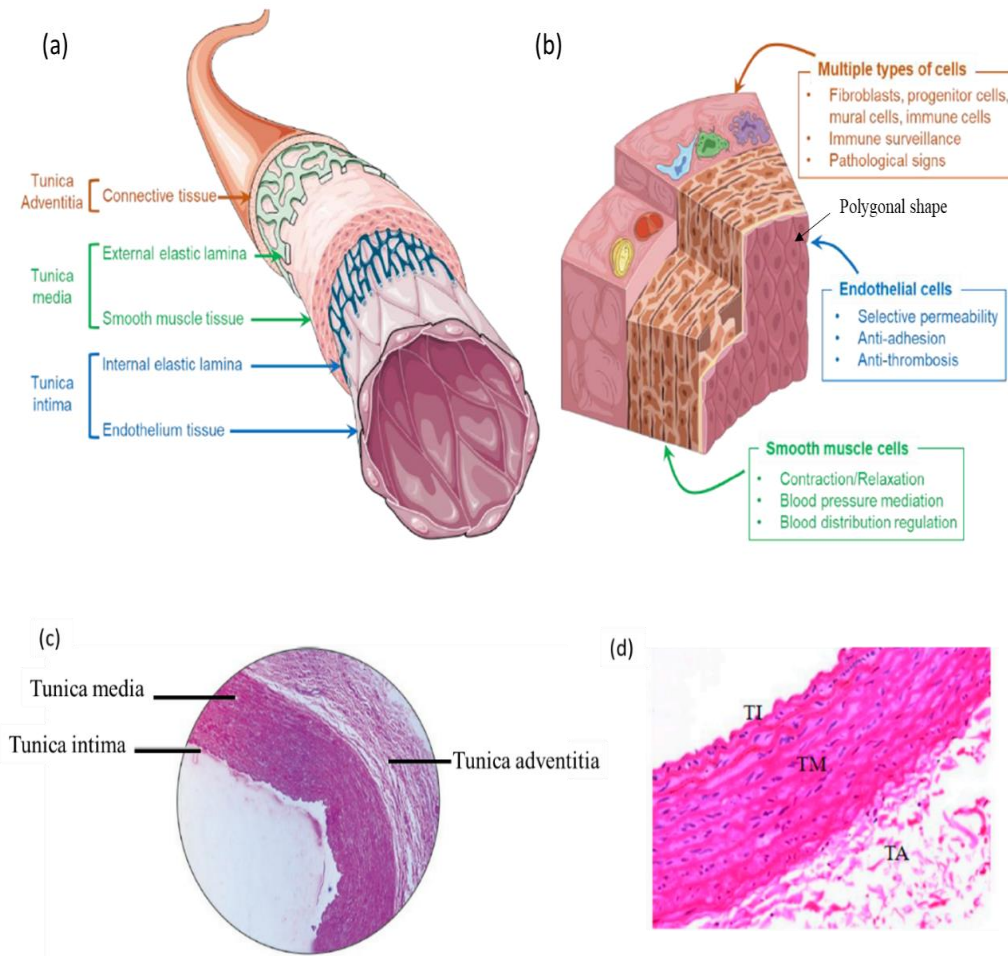 (a)
Tunica
Adventitia
Connective tissue
External elastic lamina
Tunica
media
Smooth muscle tissue
Internal elastic lamina
Tunica
intima
Endothelium tissue
(b)
Multiple types of cells
• Fibroblasts, progenitor cells,
mural cells, immune cells
• Immune surveillance
• Pathological signs
Polygonal shape
Endothelial cells
• Selective permeability
• Anti-adhesion
• Anti-thrombosis
Smooth muscle cells
• Contraction/Relaxation
• Blood pressure mediation
• Blood distribution regulation
(c)
Tunica media
Tunica intima
Tunica adventitia
(d)
TI
TM
TA